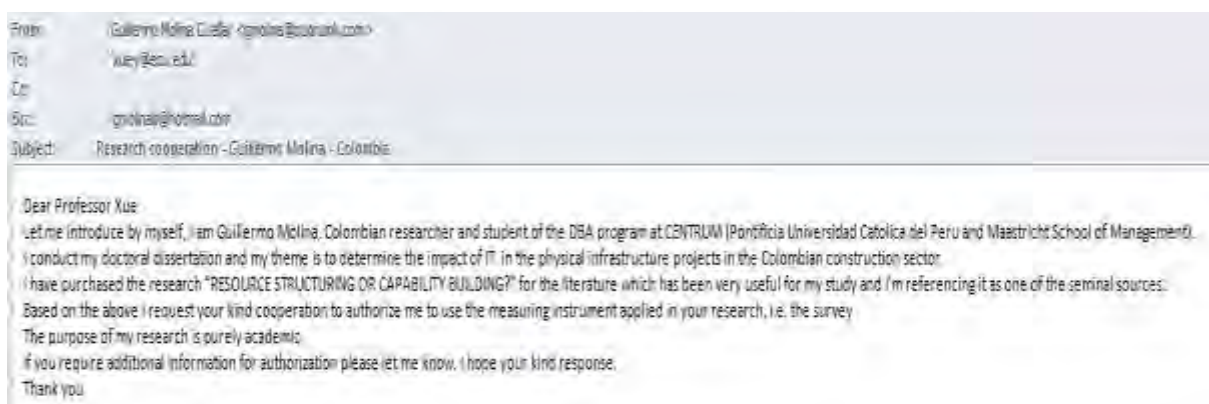 From: Guillermo Molina Cuellar
To:
Cc:
Bcc: @hotmail.com
Subject: Research cooperation - Guillermo Molina - Colombia
Dear Professor Xue
Let me introduce by myself, I am Guillermo Molina, Colombian researcher and student of the DBA program at CENTRUM (Pontificia Universidad Catolica del Peru and Maastricht School of Management).
I conduct my doctoral dissertation and my theme is to determine the impact of IT in the physical infrastructure projects in the Colombian construction sector.
I have purchased the research "RESOURCE STRUCTURING OR CAPABILITY BUILDING?" for the literature which has been very useful for my study and I'm referencing it as one of the seminal sources.
Based on the above I request your kind cooperation to authorize me to use the measuring instrument applied in your research, i.e. the survey
The purpose of my research is purely academic
If you require additional information for authorization please let me know. I hope your kind response.
Thank you